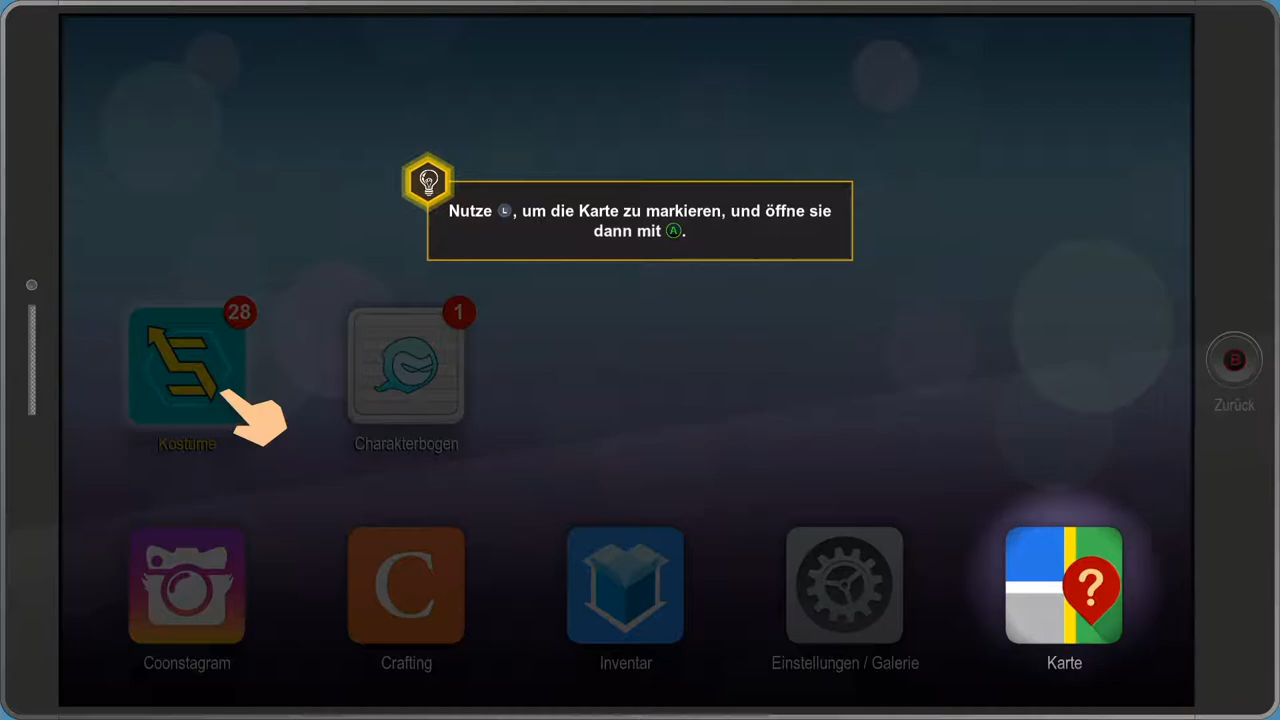 Nutze L, um die Karte zu markieren, und öffne sie
dann mit A.
28
1
Kostüme
Charakterbogen
B
Zurück
C
?
Coonstagram
Crafting
Inventar
Einstellungen / Galerie
Karte